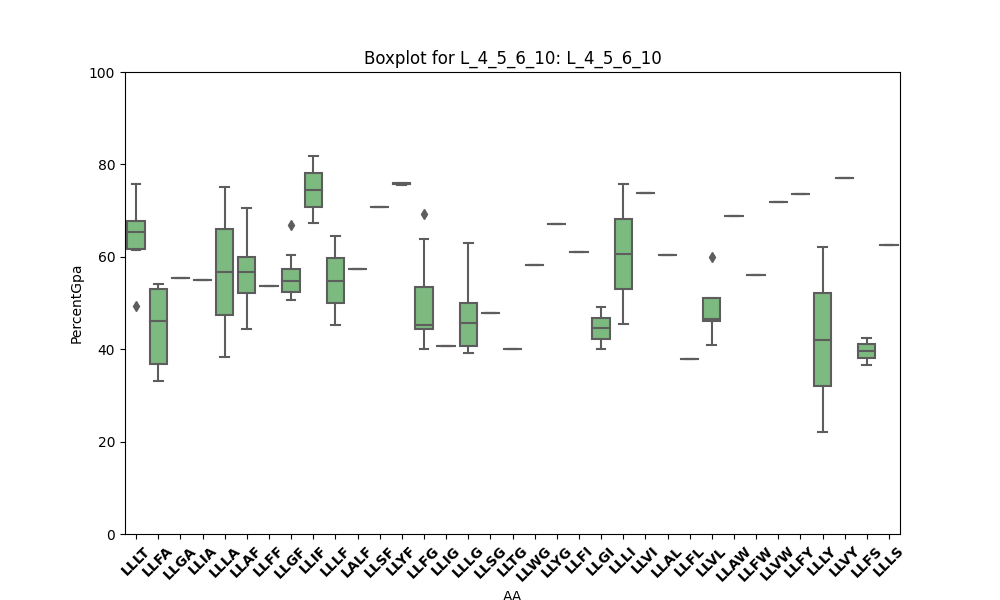 Boxplot for L_4_5_6_10: L_4_5_6_10
100
80
60
40
20
0
PercentGpa
LLLT LLFA LLGA LLIA LLLA LLAF LLFF LLGF LLIF LLLF LALF LLSF LLYF LLFG LLIG LLLG LLSG LLTG LLWG LLYG LLFI LLGI LLLI LLVI LLAL LLFL LLVL LLAW LLFW LLVW LLFY LLLY LLVY LLFS LLLS
AA